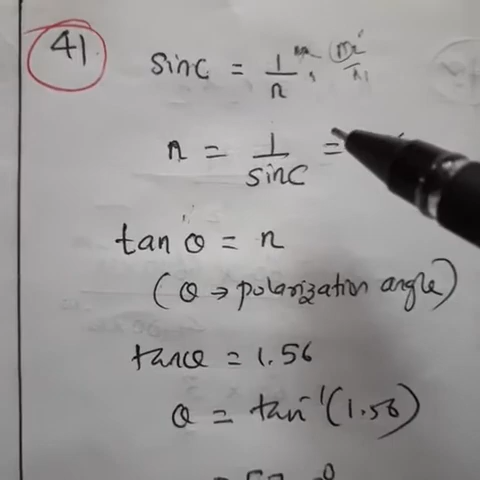 41
sinc = 1/n
n = 1/sinC =
tan θ = n
(θ → polarization angle)
tanθ = 1.56
θ = tan⁻¹(1.56)